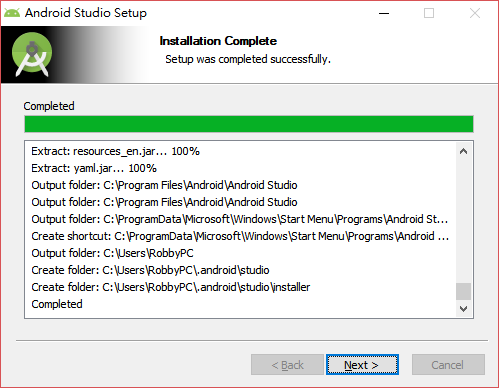 Android Studio Setup
Installation Complete
Setup was completed successfully.
Completed
Extract: resources_en.jar... 100%
Extract: yaml.jar... 100%
Output folder: C:\Program Files\Android\Android Studio
Output folder: C:\Program Files\Android\Android Studio
Output folder: C:\ProgramData\Microsoft\Windows\Start Menu\Programs\Android St...
Create shortcut: C:\ProgramData\Microsoft\Windows\Start Menu\Programs\Android ...
Output folder: C:\Users\RobbyPC
Create folder: C:\Users\RobbyPC\.android\studio
Create folder: C:\Users\RobbyPC\.android\studio\installer
Completed
< Back Next > Cancel